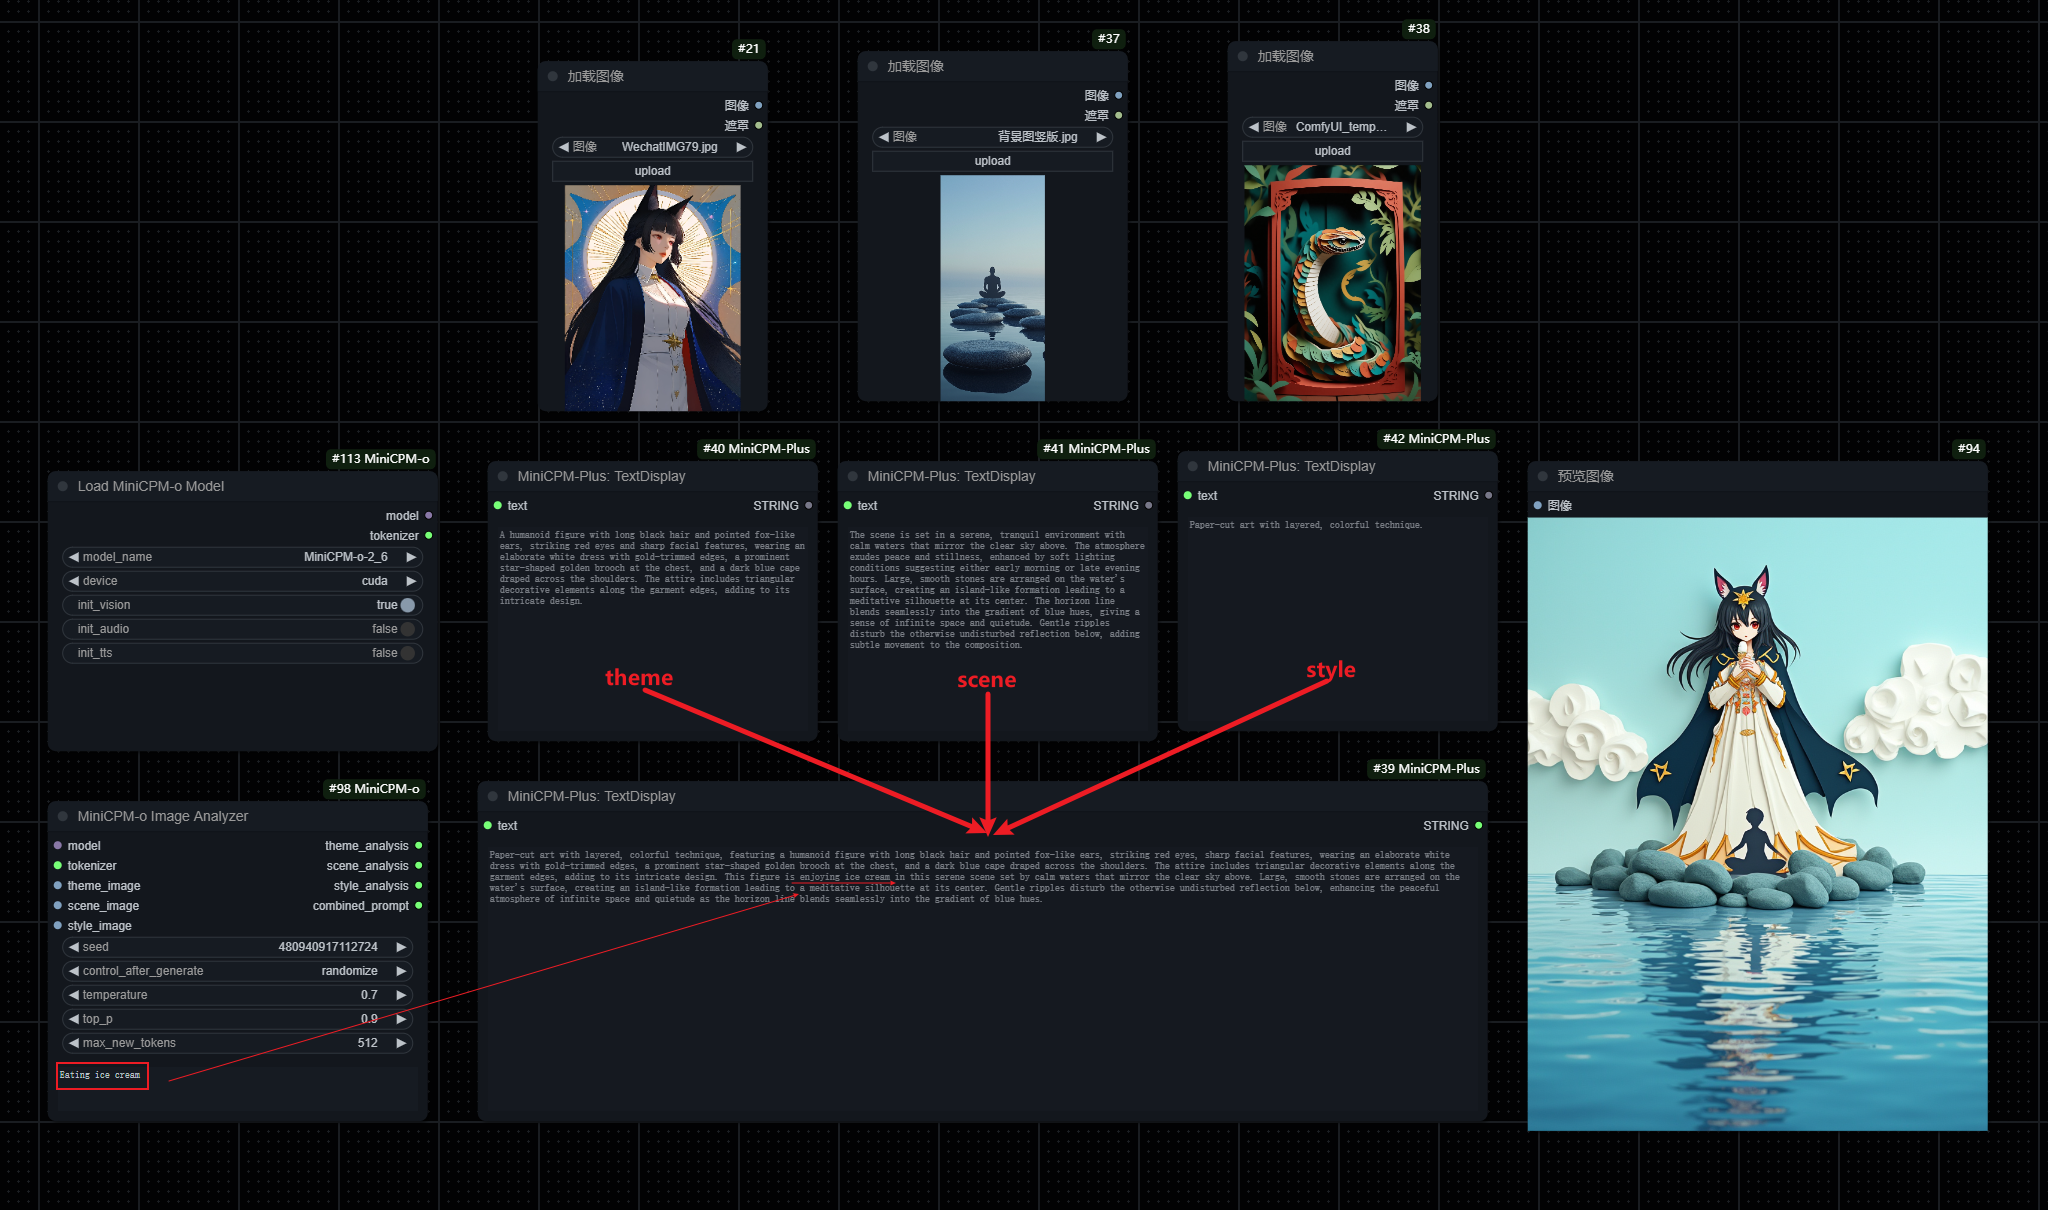 #21
加载图像
图像
遮罩
图像 WechatIMG79.jpg
upload
#37
加载图像
图像
遮罩
图像 背景图竖版.jpg
upload
#38
加载图像
图像
遮罩
图像 ComfyUI_temp...
upload
#113 MiniCPM-o
Load MiniCPM-o Model
model
tokenizer
model_name MiniCPM-o-2_6
device cuda
init_vision true
init_audio false
init_tts false
#40 MiniCPM-Plus
MiniCPM-Plus: TextDisplay
text STRING
A humanoid figure with long black hair and pointed fox-like
ears, striking red eyes and sharp facial features, wearing an
elaborate white dress with gold-trimmed edges, a prominent
star-shaped golden brooch at the chest, and a dark blue cape
draped across the shoulders. The attire includes triangular
decorative elements along the garment edges, adding to its
intricate design.
theme
#41 MiniCPM-Plus
MiniCPM-Plus: TextDisplay
text STRING
The scene is set in a serene, tranquil environment with
calm waters that mirror the clear sky above. The atmosphere
exudes peace and stillness, enhanced by soft lighting
conditions suggesting either early morning or late evening
hours. Large, smooth stones are arranged on the water's
surface, creating an island-like formation leading to a
meditative silhouette at its center. The horizon line
blends seamlessly into the gradient of blue hues, giving a
sense of infinite space and quietude. Gentle ripples
disturb the otherwise undisturbed reflection below, adding
subtle movement to the composition.
scene
#42 MiniCPM-Plus
MiniCPM-Plus: TextDisplay
text STRING
Paper-cut art with layered, colorful technique.
style
#94
预览图像
图像
#98 MiniCPM-o
MiniCPM-o Image Analyzer
model theme_analysis
tokenizer scene_analysis
theme_image style_analysis
scene_image combined_prompt
style_image
seed 480940917112724
control_after_generate randomize
temperature 0.7
top_p 0.9
max_new_tokens 512
Eating ice cream
#39 MiniCPM-Plus
MiniCPM-Plus: TextDisplay
text STRING
Paper-cut art with layered, colorful technique, featuring a humanoid figure with long black hair and pointed fox-like ears, striking red eyes, sharp facial features, wearing an elaborate white
dress with gold-trimmed edges, a prominent star-shaped golden brooch at the chest, and a dark blue cape draped across the shoulders. The attire includes triangular decorative elements along the
garment edges, adding to its intricate design. This figure is enjoying ice cream in this serene scene set by calm waters that mirror the clear sky above. Large, smooth stones are arranged on the
water's surface, creating an island-like formation leading to a meditative silhouette at its center. Gentle ripples disturb the otherwise undisturbed reflection below, enhancing the peaceful
atmosphere of infinite space and quietude as the horizon line blends seamlessly into the gradient of blue hues.